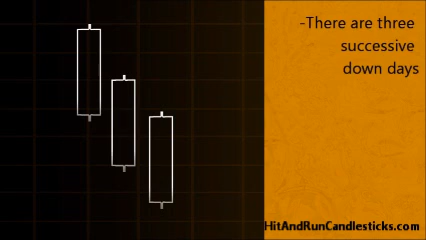 -There are three
successive
down days
HitAndRunCandlesticks.com